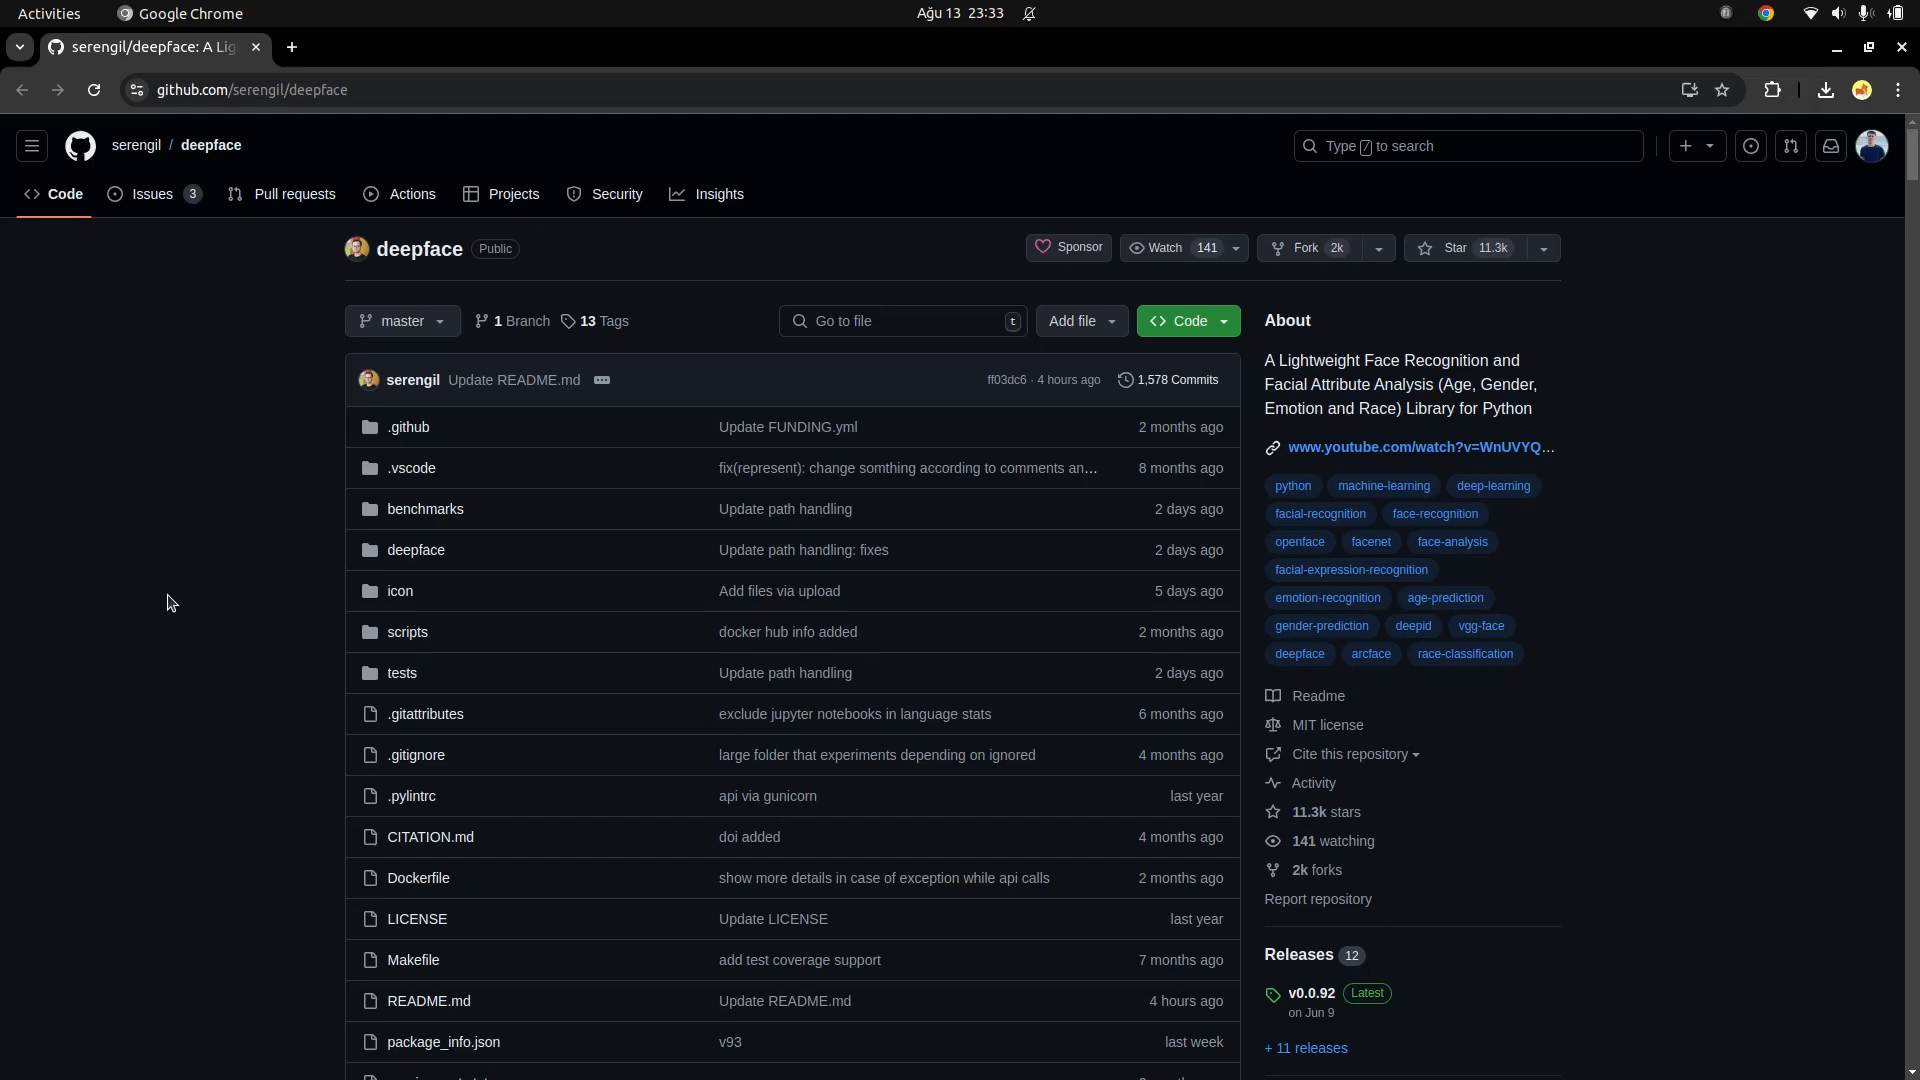 Activities Google Chrome Ağu 13 23:33
serengil/deepface: A Lig
github.com/serengil/deepface
serengil / deepface Type / to search
Code Issues 3 Pull requests Actions Projects Security Insights
deepface Public Sponsor Watch 141 Fork 2k Star 11.3k
master 1 Branch 13 Tags Go to file t Add file Code
serengil Update README.md ff03dc6 · 4 hours ago 1,578 Commits
.github Update FUNDING.yml 2 months ago
.vscode fix(represent): change somthing according to comments an... 8 months ago
benchmarks Update path handling 2 days ago
deepface Update path handling: fixes 2 days ago
icon Add files via upload 5 days ago
scripts docker hub info added 2 months ago
tests Update path handling 2 days ago
.gitattributes exclude jupyter notebooks in language stats 6 months ago
.gitignore large folder that experiments depending on ignored 4 months ago
.pylintrc api via gunicorn last year
CITATION.md doi added 4 months ago
Dockerfile show more details in case of exception while api calls 2 months ago
LICENSE Update LICENSE last year
Makefile add test coverage support 7 months ago
README.md Update README.md 4 hours ago
package_info.json v93 last week
About
A Lightweight Face Recognition and
Facial Attribute Analysis (Age, Gender,
Emotion and Race) Library for Python
www.youtube.com/watch?v=WnUVYQ...
python machine-learning deep-learning
facial-recognition face-recognition
openface facenet face-analysis
facial-expression-recognition
emotion-recognition age-prediction
gender-prediction deepid vgg-face
deepface arcface race-classification
Readme
MIT license
Cite this repository
Activity
11.3k stars
141 watching
2k forks
Report repository
Releases 12
v0.0.92 Latest
on Jun 9
+ 11 releases